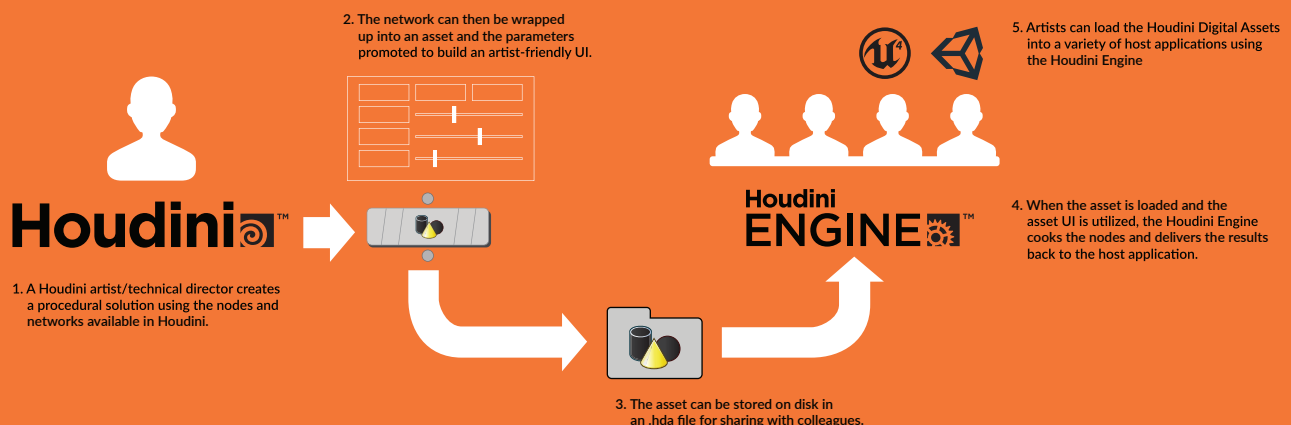 2. The network can then be wrapped
up into an asset and the parameters
promoted to build an artist-friendly UI.
5. Artists can load the Houdini Digital Assets
into a variety of host applications using
the Houdini Engine
u4
Houdini™
Houdini
ENGINE™
4. When the asset is loaded and the
asset UI is utilized, the Houdini Engine
cooks the nodes and delivers the results
back to the host application.
1. A Houdini artist/technical director creates
a procedural solution using the nodes and
networks available in Houdini.
3. The asset can be stored on disk in
an .hda file for sharing with colleagues.